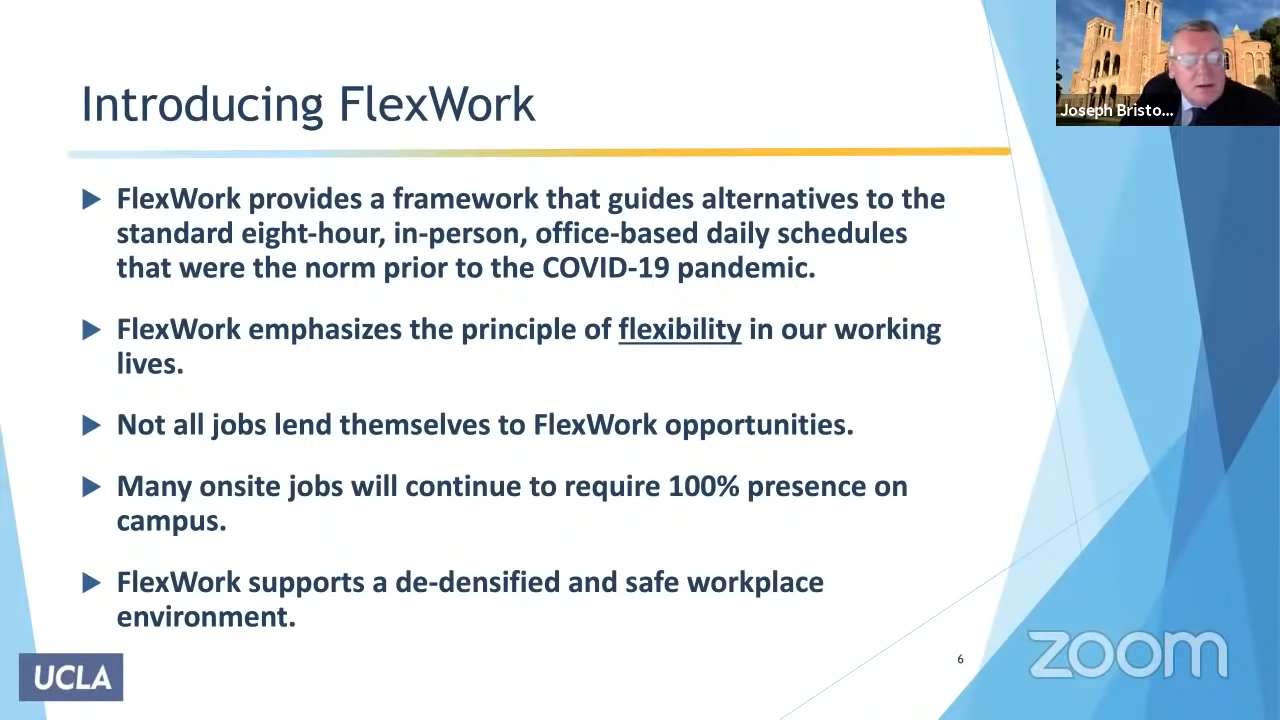 Introducing FlexWork
Joseph Bristo...
FlexWork provides a framework that guides alternatives to the
standard eight-hour, in-person, office-based daily schedules
that were the norm prior to the COVID-19 pandemic.
FlexWork emphasizes the principle of flexibility in our working
lives.
Not all jobs lend themselves to FlexWork opportunities.
Many onsite jobs will continue to require 100% presence on
campus.
FlexWork supports a de-densified and safe workplace
environment.
UCLA
6
zoom